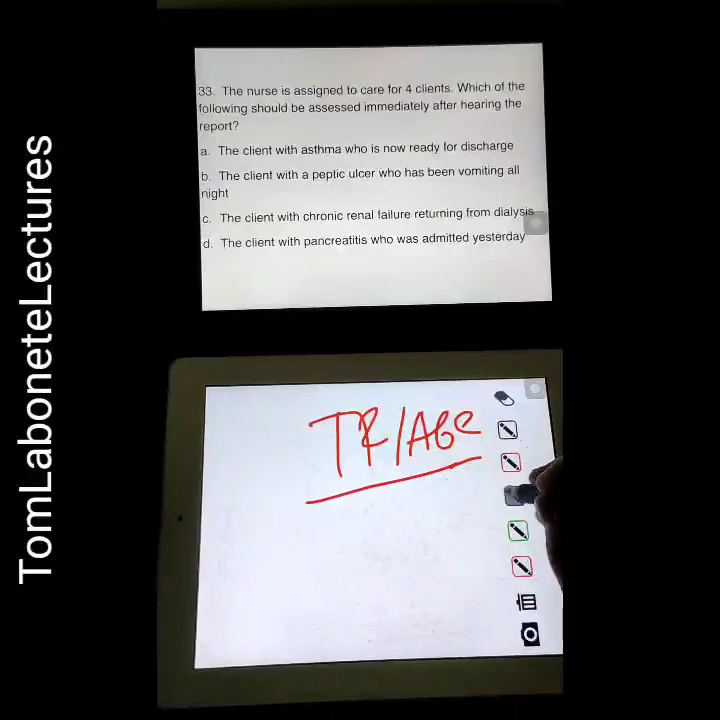 TomLaboneteLectures
33. The nurse is assigned to care for 4 clients. Which of the
following should be assessed immediately after hearing the
report?
a. The client with asthma who is now ready for discharge
b. The client with a peptic ulcer who has been vomiting all
night
c. The client with chronic renal failure returning from dialysis
d. The client with pancreatitis who was admitted yesterday
TRIAGE